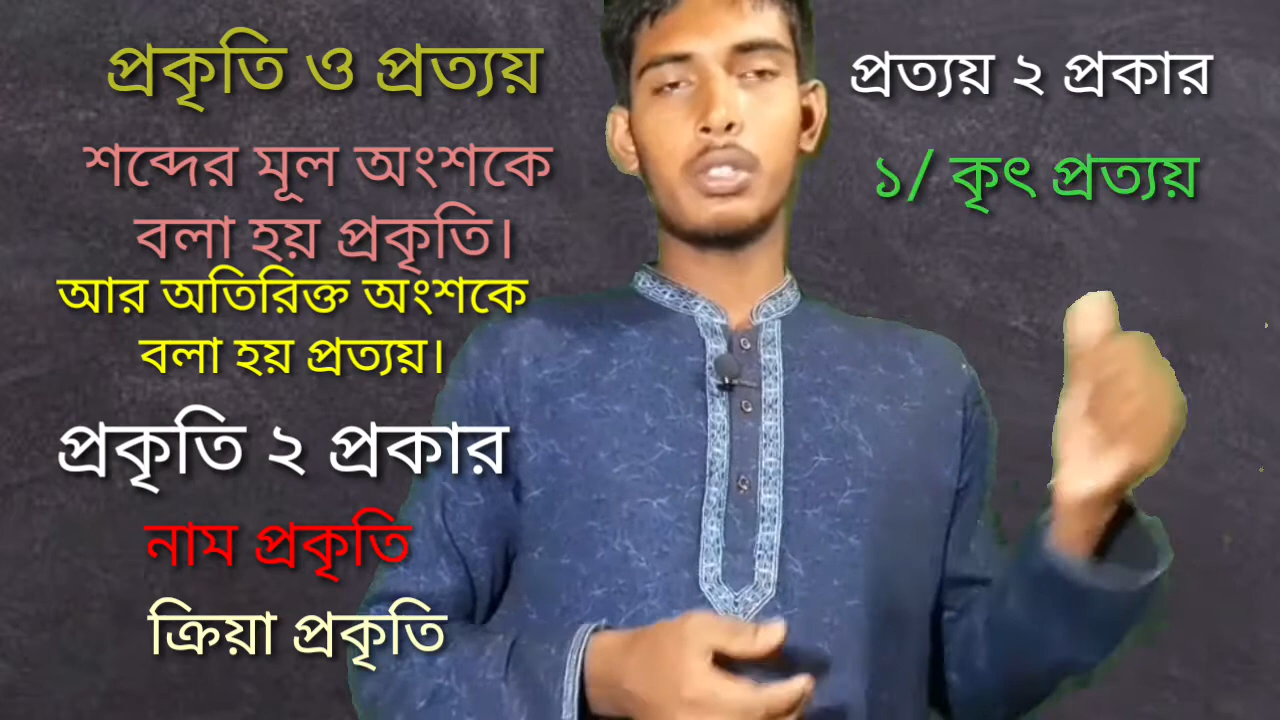 প্রকৃতি ও প্রত্যয়
শব্দের মূল অংশকে
বলা হয় প্রকৃতি।
আর অতিরিক্ত অংশকে
বলা হয় প্রত্যয়।
প্রকৃতি ২ প্রকার
নাম প্রকৃতি
ক্রিয়া প্রকৃতি
প্রত্যয় ২ প্রকার
১/ কৃৎ প্রত্যয়